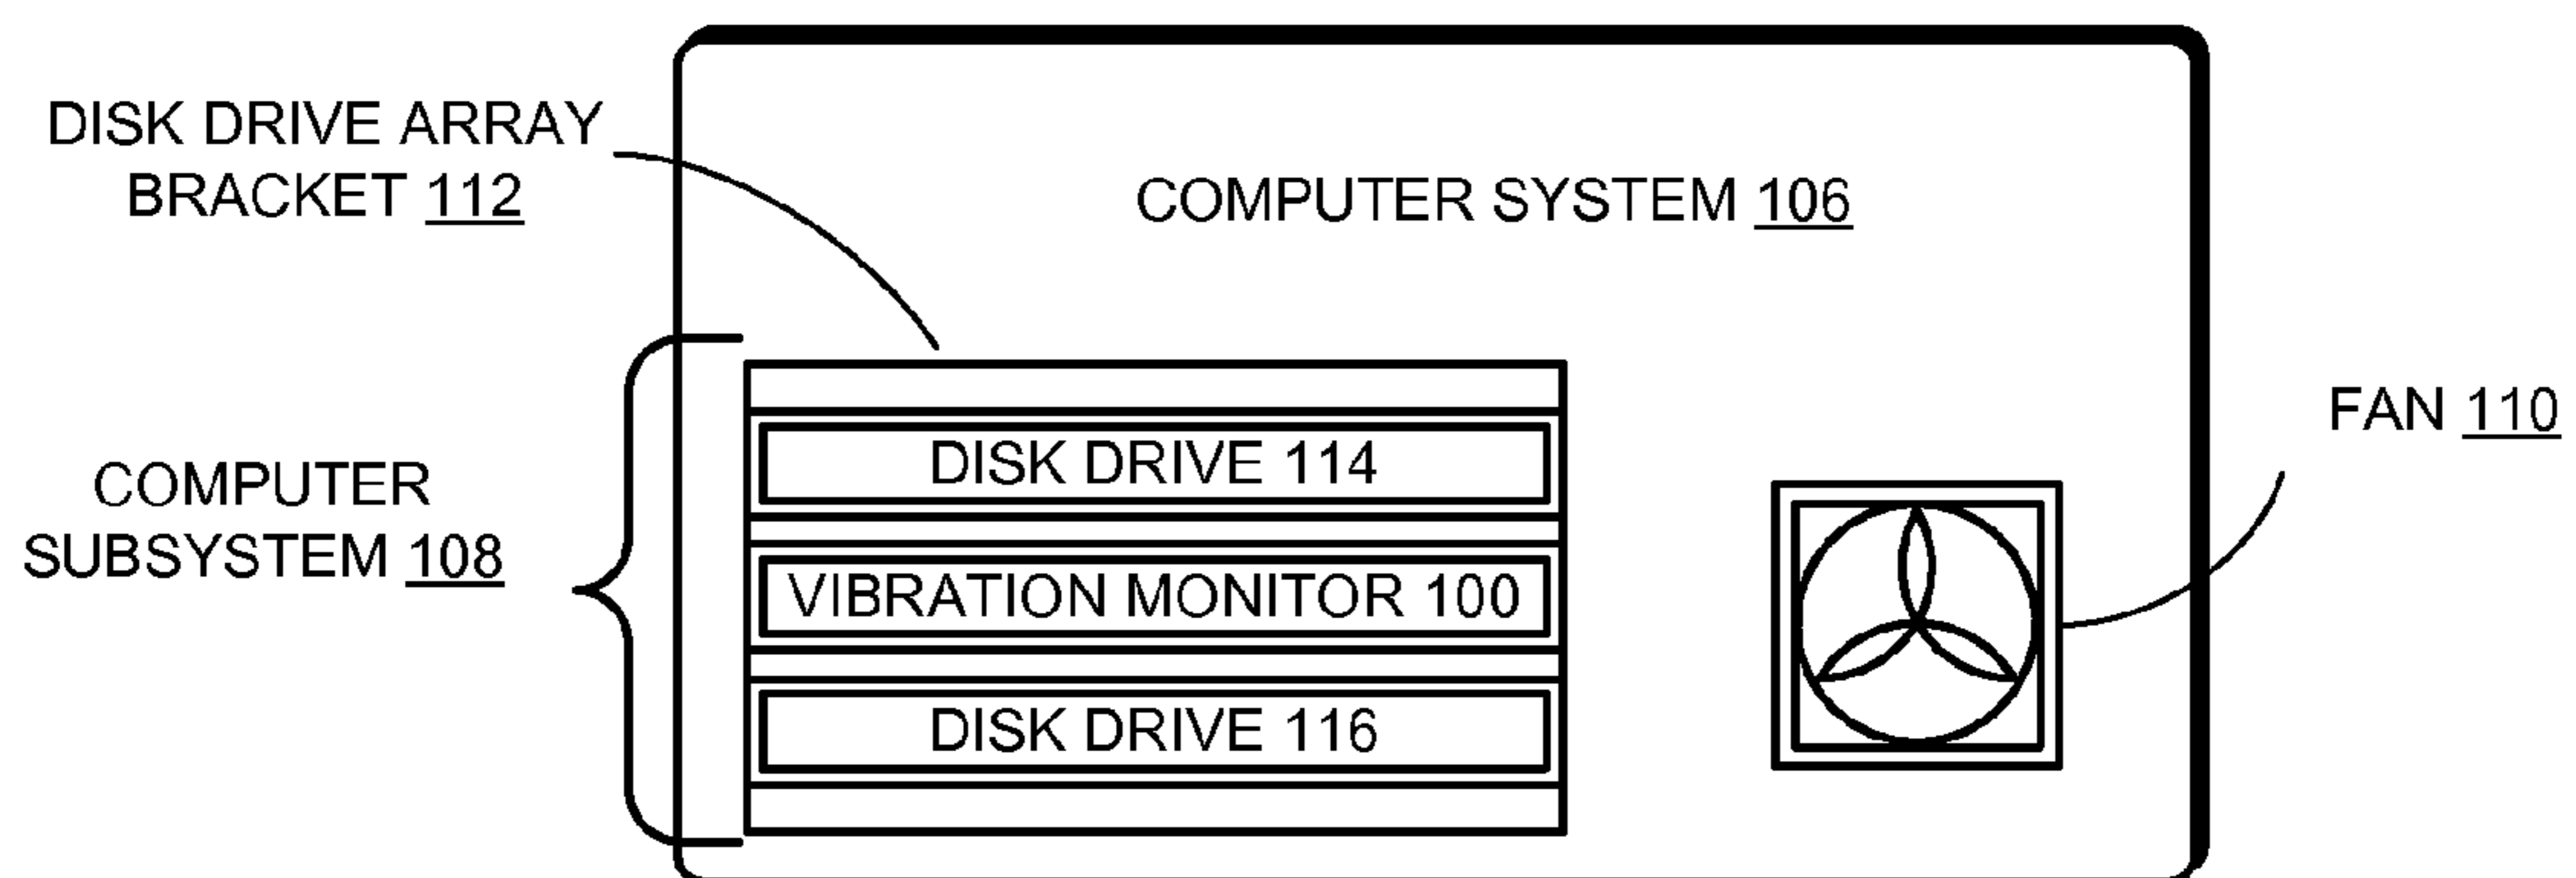 DISK DRIVE ARRAY
BRACKET 112
COMPUTER SYSTEM 106
FAN 110
COMPUTER
SUBSYSTEM 108
DISK DRIVE 114
VIBRATION MONITOR 100
DISK DRIVE 116